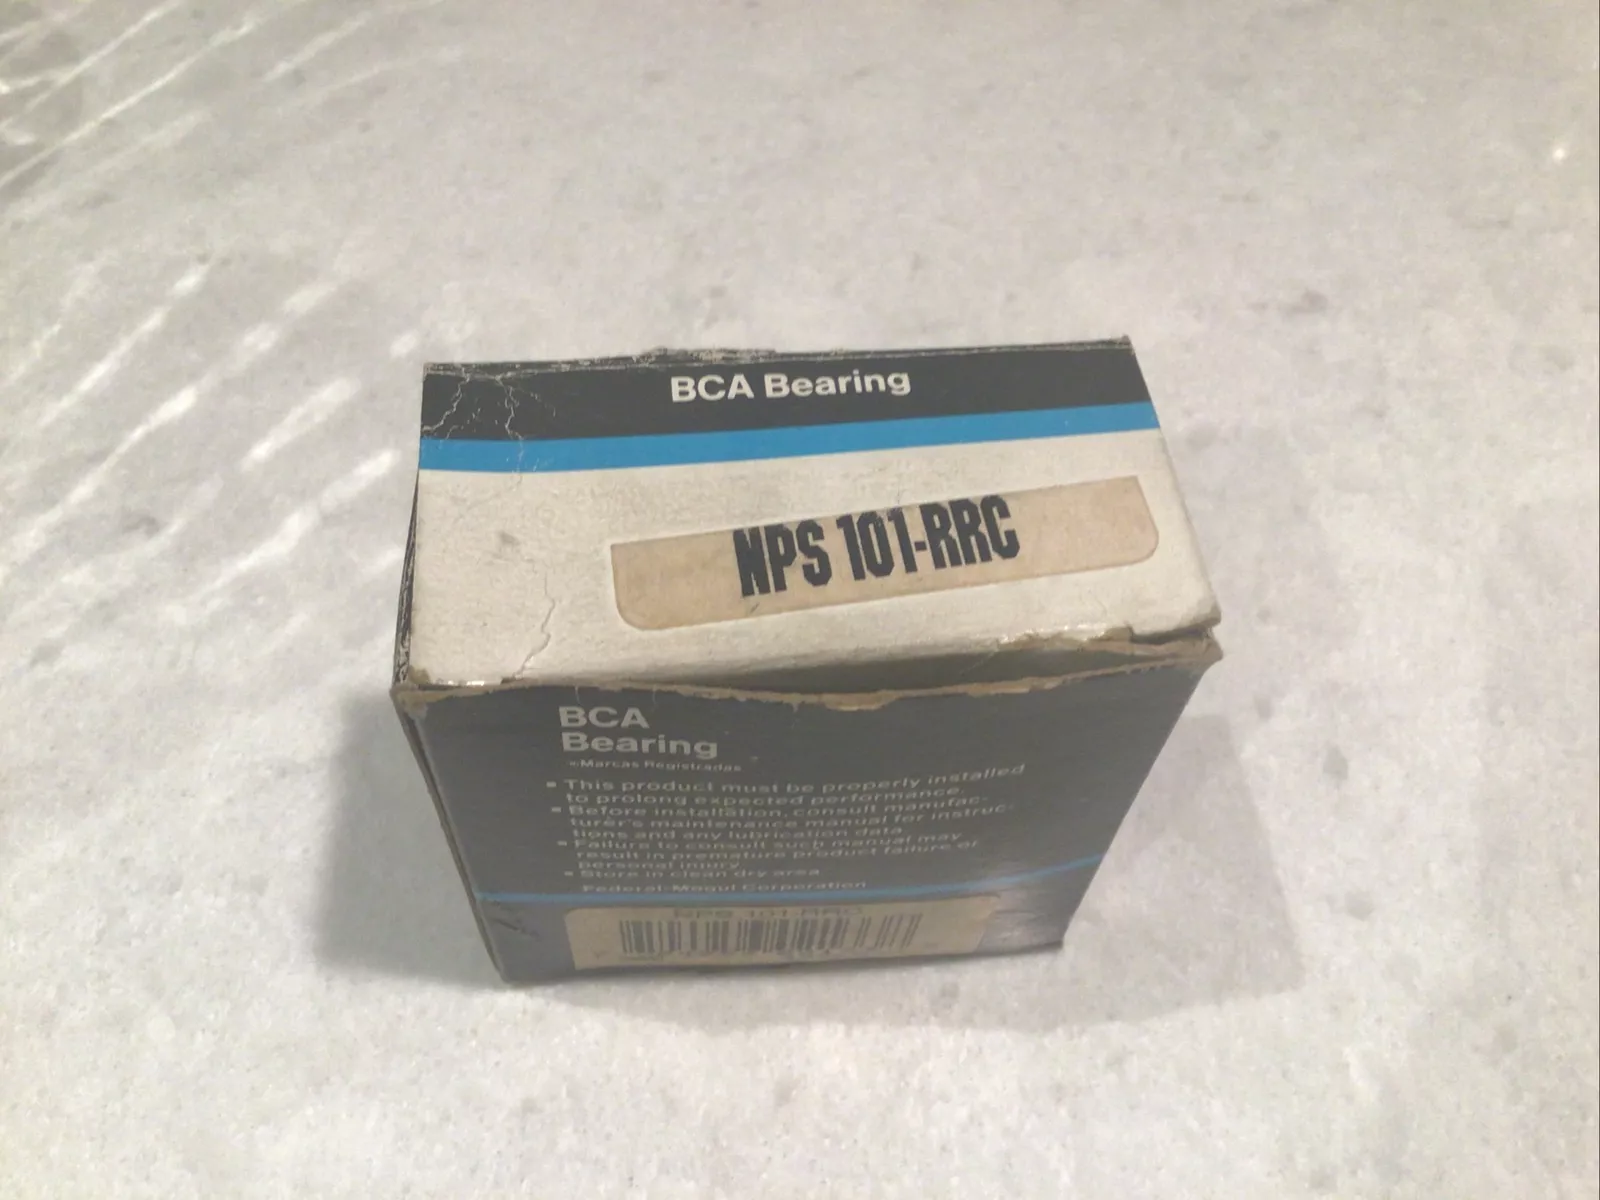 BCA Bearing
NPS 101-RRC
BCA
Bearing
Marcas Registradas
▪ This product must be properly installed
to prolong expected performance.
▪ Before installation, consult manufac-
turer's maintenance manual for instruc-
tions and any lubrication data
▪ Failure to consult such manual may
result in premature product failure or
personal injury
▪ Store in clean dry area
Federal-Mogul Corporation
NPS 101-RRC